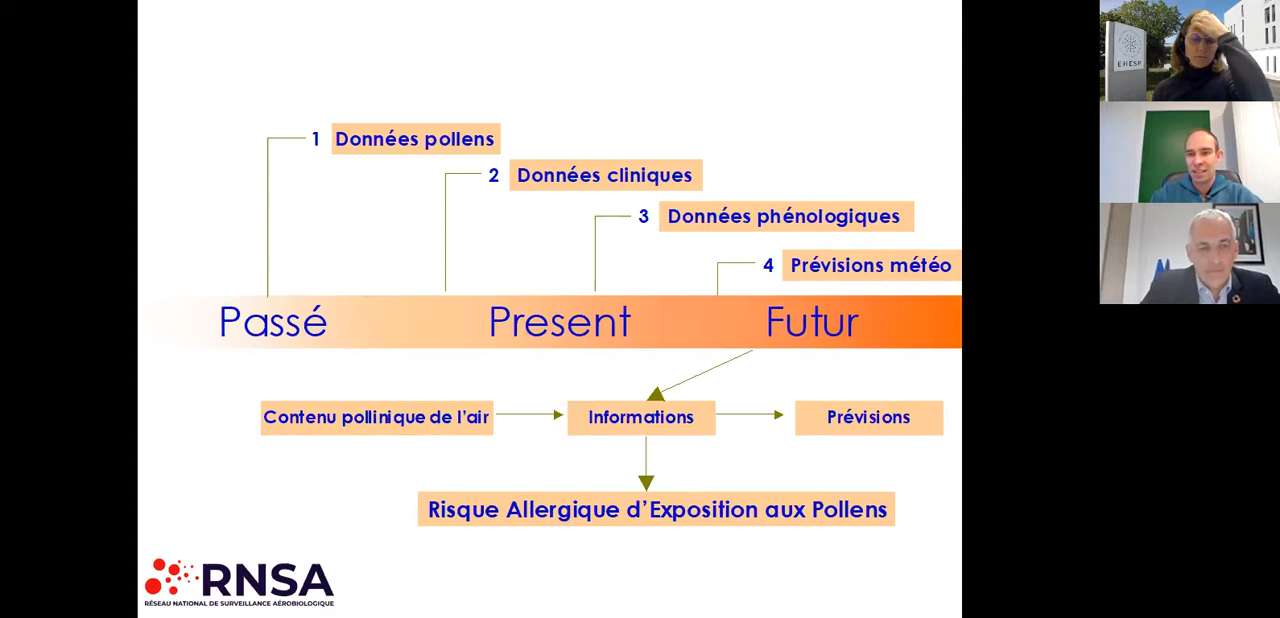 1 Données pollens
2 Données cliniques
3 Données phénologiques
4 Prévisions météo
Passé Present Futur
Contenu pollinique de l'air Informations Prévisions
Risque Allergique d'Exposition aux Pollens
RNSA
RÉSEAU NATIONAL DE SURVEILLANCE AÉROBIOLOGIQUE
EHESP